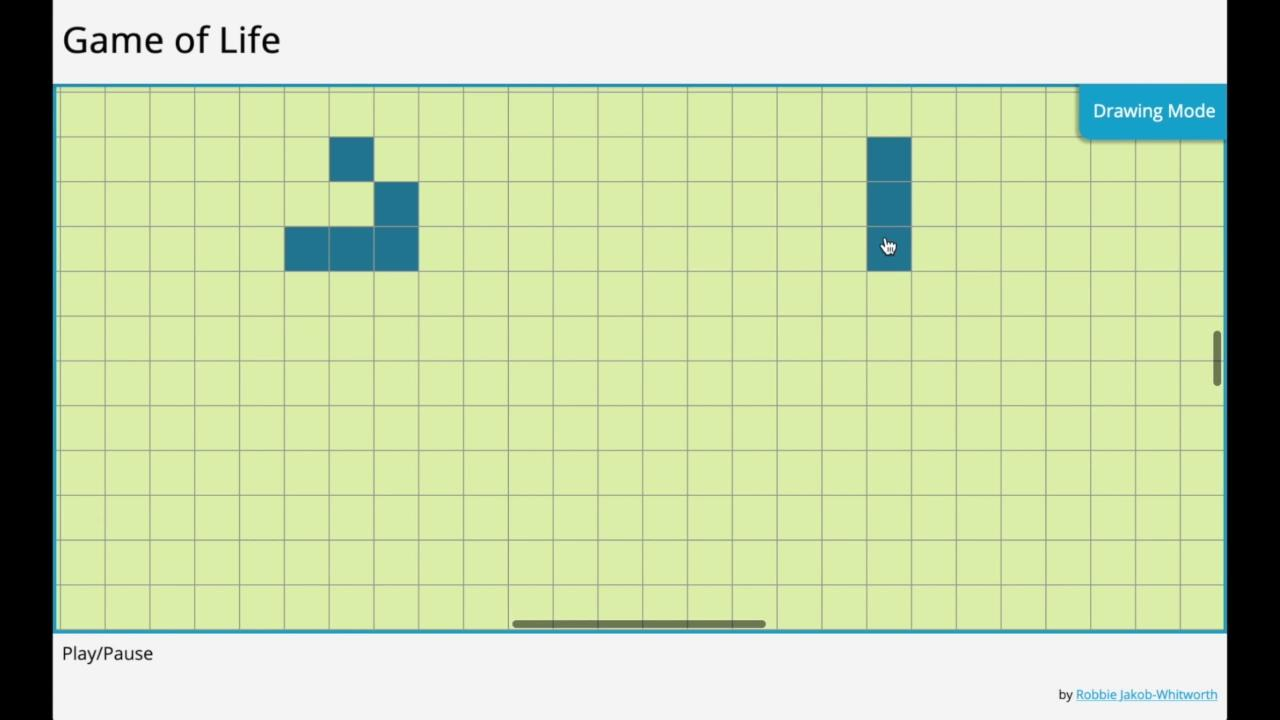 Game of Life
Drawing Mode
Play/Pause
by Robbie Jakob-Whitworth